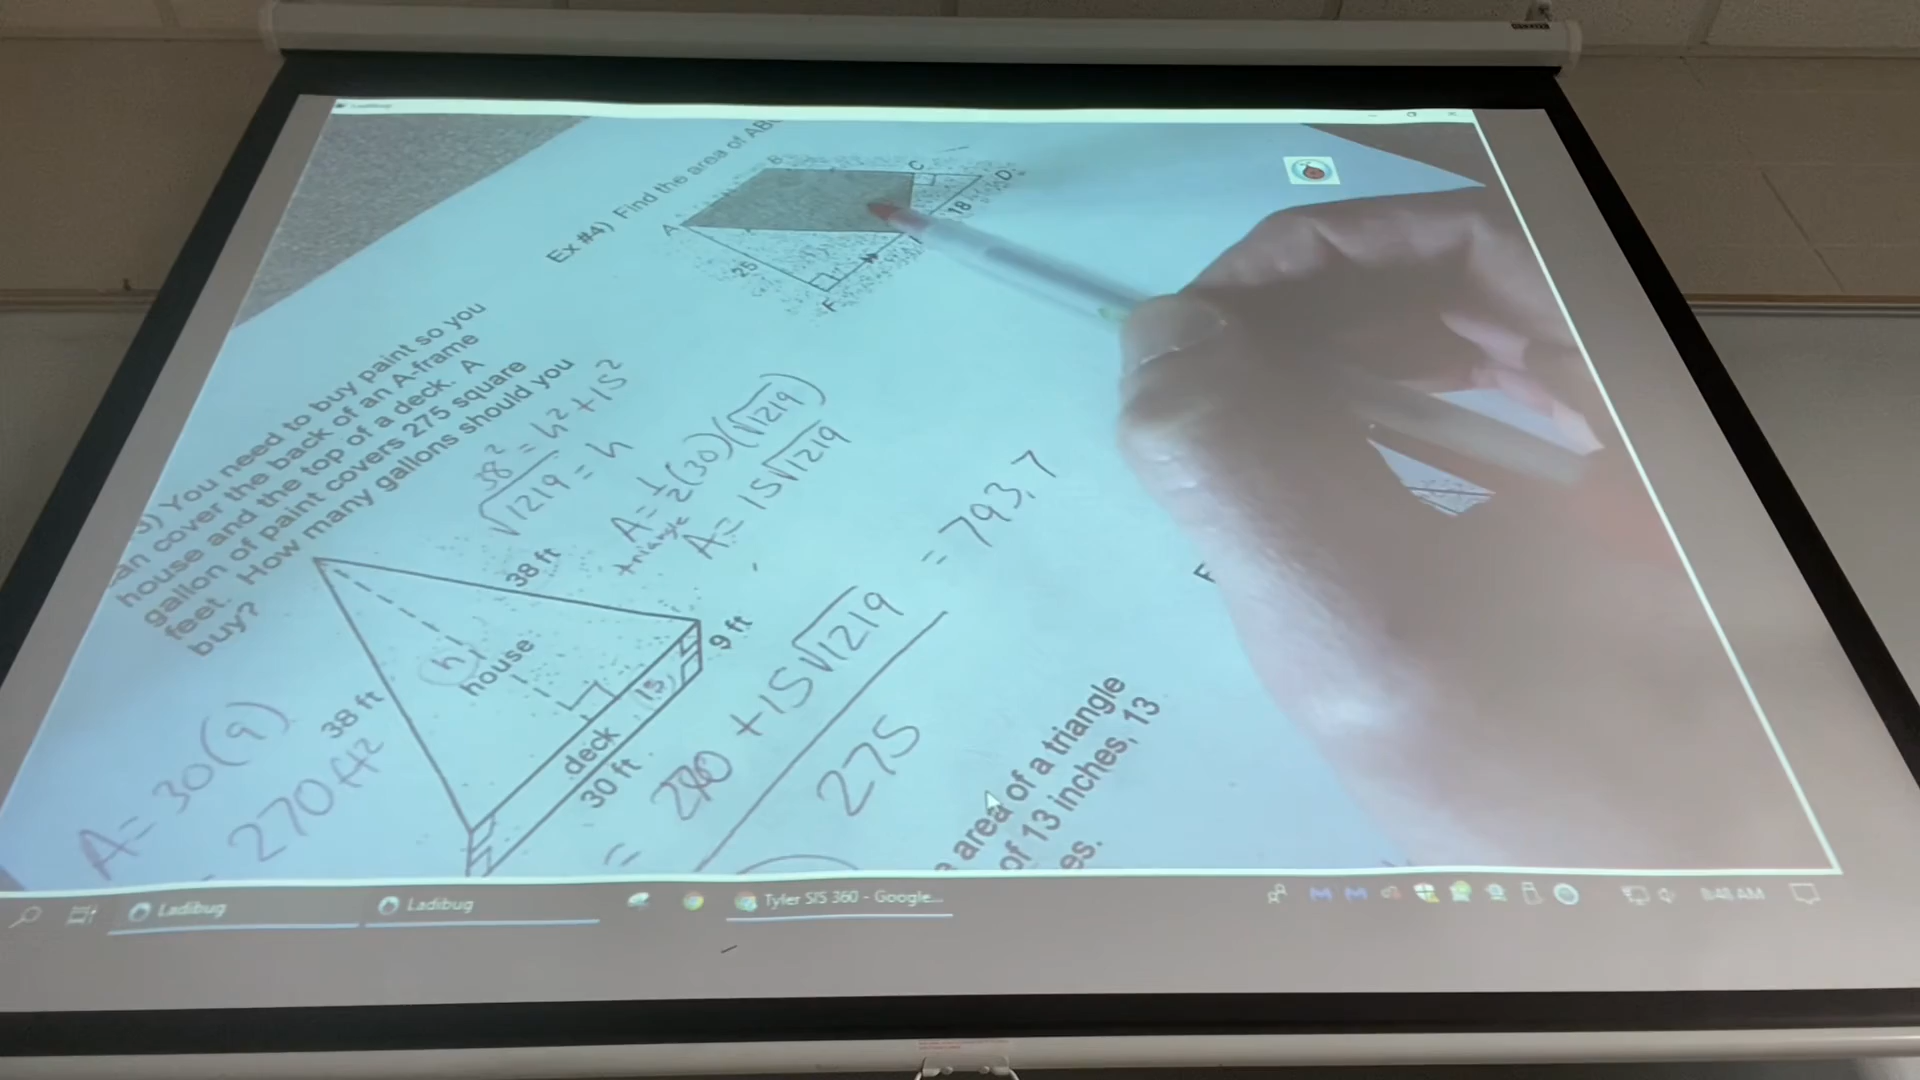 Ladibug
Ex #4) Find the area of ABC
A
B
C
D
18
25
F
) You need to buy paint so you
an cover the back of an A-frame
house and the top of a deck. A
gallon of paint covers 275 square
feet. How many gallons should you
buy?
38² = h² + 15²
√1219 = h
A = ½(30)(√1219)
triangle
A = 15√1219
38 ft
h
house
38 ft
9 ft
15
deck
30 ft
A = 30(9)
270 ft²
= 270 + 15√1219
275
= 793.7
area of a triangle
of 13 inches, 13
es.
Ladibug
Ladibug
Tyler SIS 360 - Google...